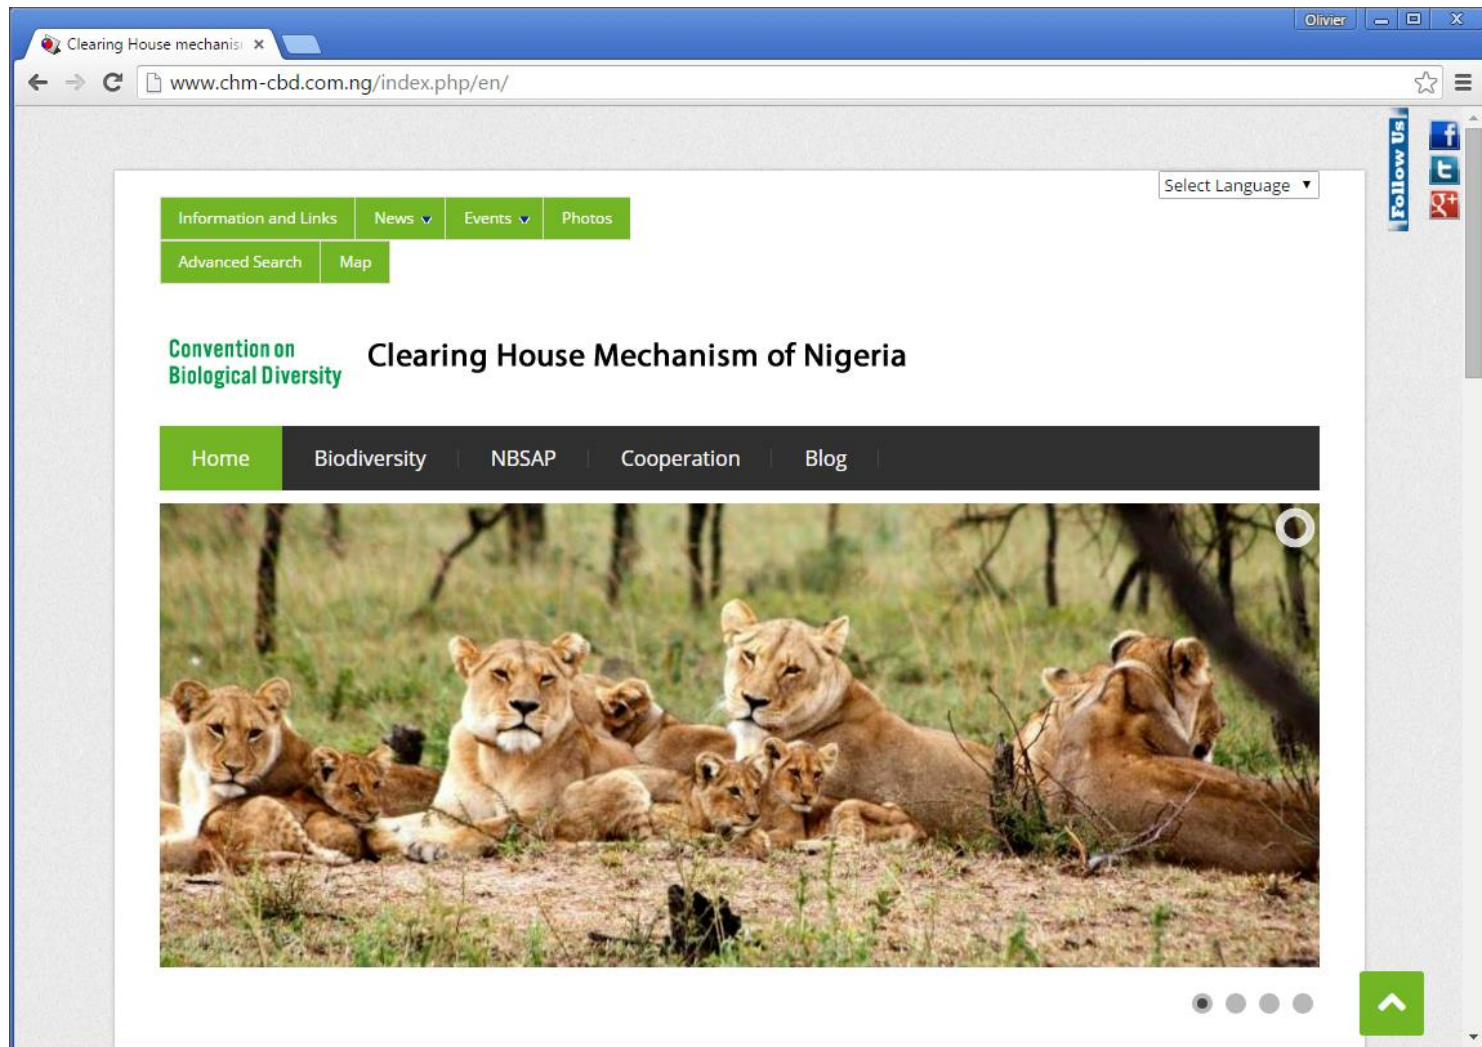 Olivier
Clearing House mechanis
www.chm-cbd.com.ng/index.php/en/
Follow Us
Select Language
Information and Links News Events Photos
Advanced Search Map
Convention on
Biological Diversity
Clearing House Mechanism of Nigeria
Home Biodiversity NBSAP Cooperation Blog